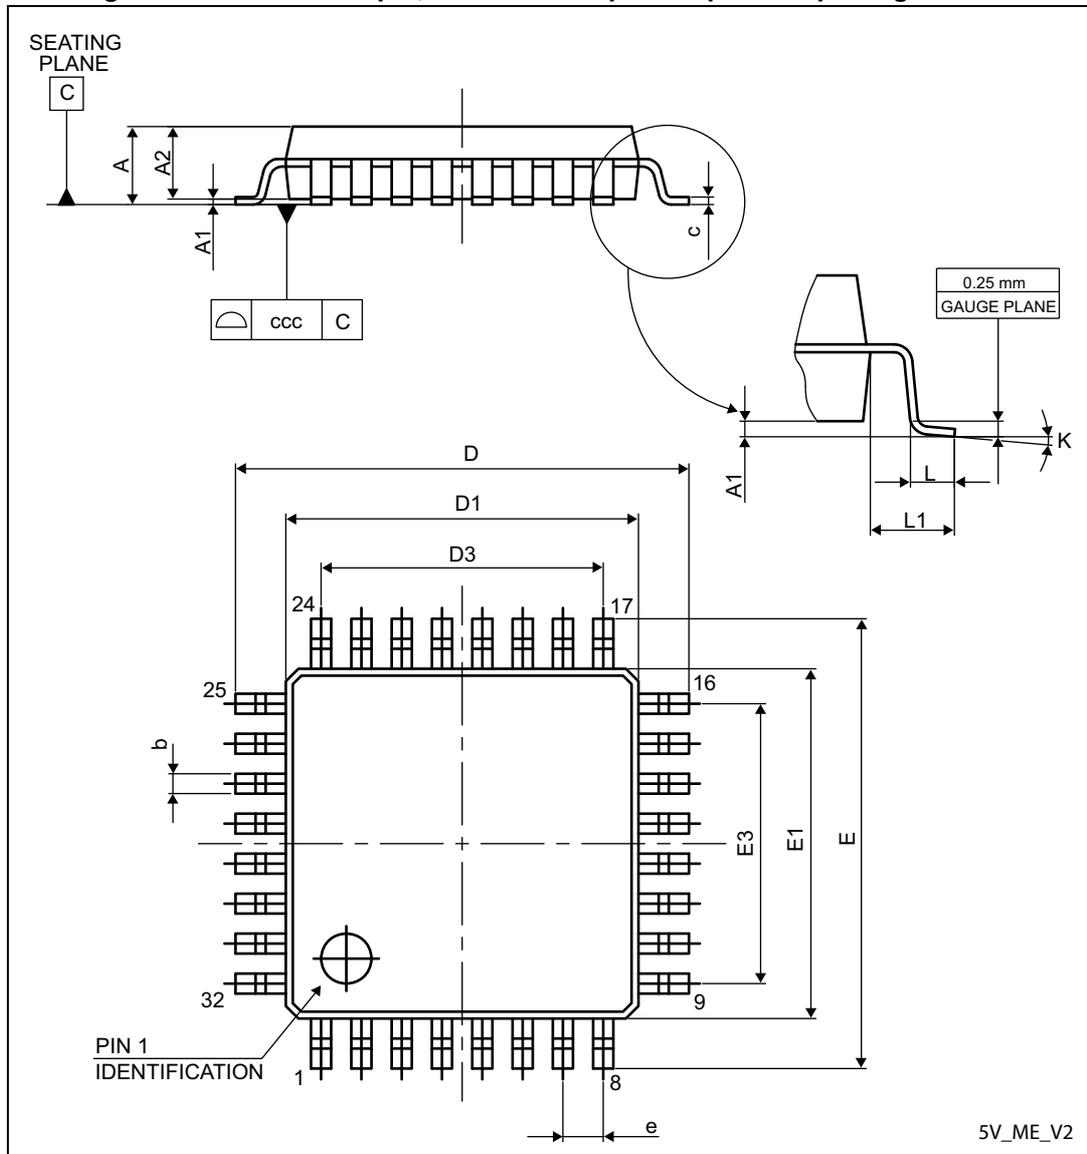 SEATING
PLANE
C
A
A2
A1
c
ccc
C
0.25 mm
GAUGE PLANE
K
A1
L
L1
D
D1
D3
24
17
25
16
b
E3
E1
E
32
9
PIN 1
IDENTIFICATION
1
8
e
5V_ME_V2